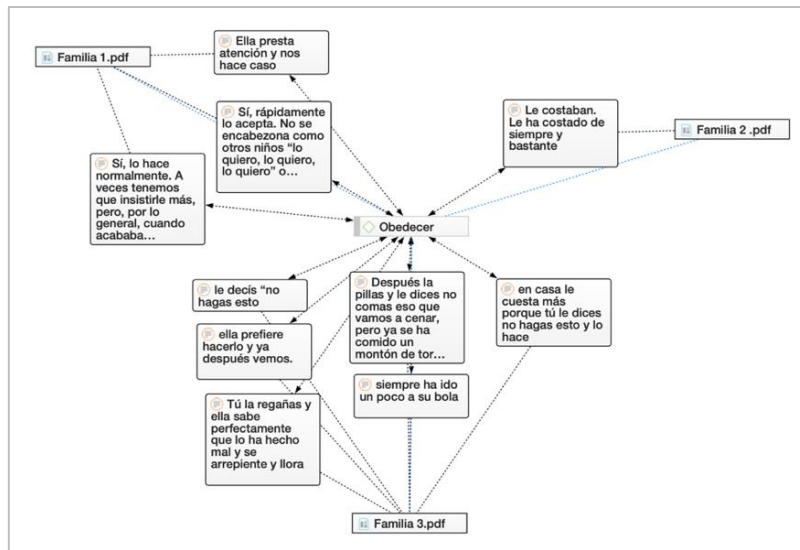 Ella presta
atención y nos
hace caso
Familia 1.pdf
Sí, rápidamente
lo acepta. No se
encabezona como
otros niños “lo
quiero, lo quiero,
lo quiero” o…
Le costaban.
Le ha costado de
siempre y
bastante
Familia 2 .pdf
Sí, lo hace
normalmente. A
veces tenemos
que insistirle más,
pero, por lo
general, cuando
acababa…
Obedecer
le decís “no
hagas esto
Después la
pillas y le dices no
comas eso que
vamos a cenar,
pero ya se ha
comido un
montón de tor…
en casa le
cuesta más
porque tú le dices
no hagas esto y lo
hace
ella prefiere
hacerlo y ya
después vemos.
siempre ha ido
un poco a su bola
Tú la regañas y
ella sabe
perfectamente
que lo ha hecho
mal y se
arrepiente y llora
Familia 3.pdf